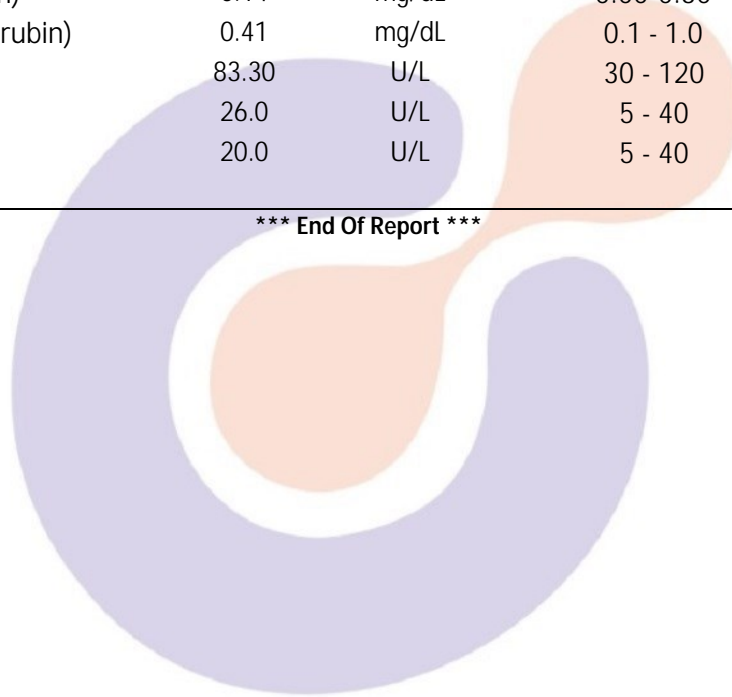 rubin) 0.41 mg/dL 0.1 - 1.0
83.30 U/L 30 - 120
26.0 U/L 5 - 40
20.0 U/L 5 - 40
*** End Of Report ***